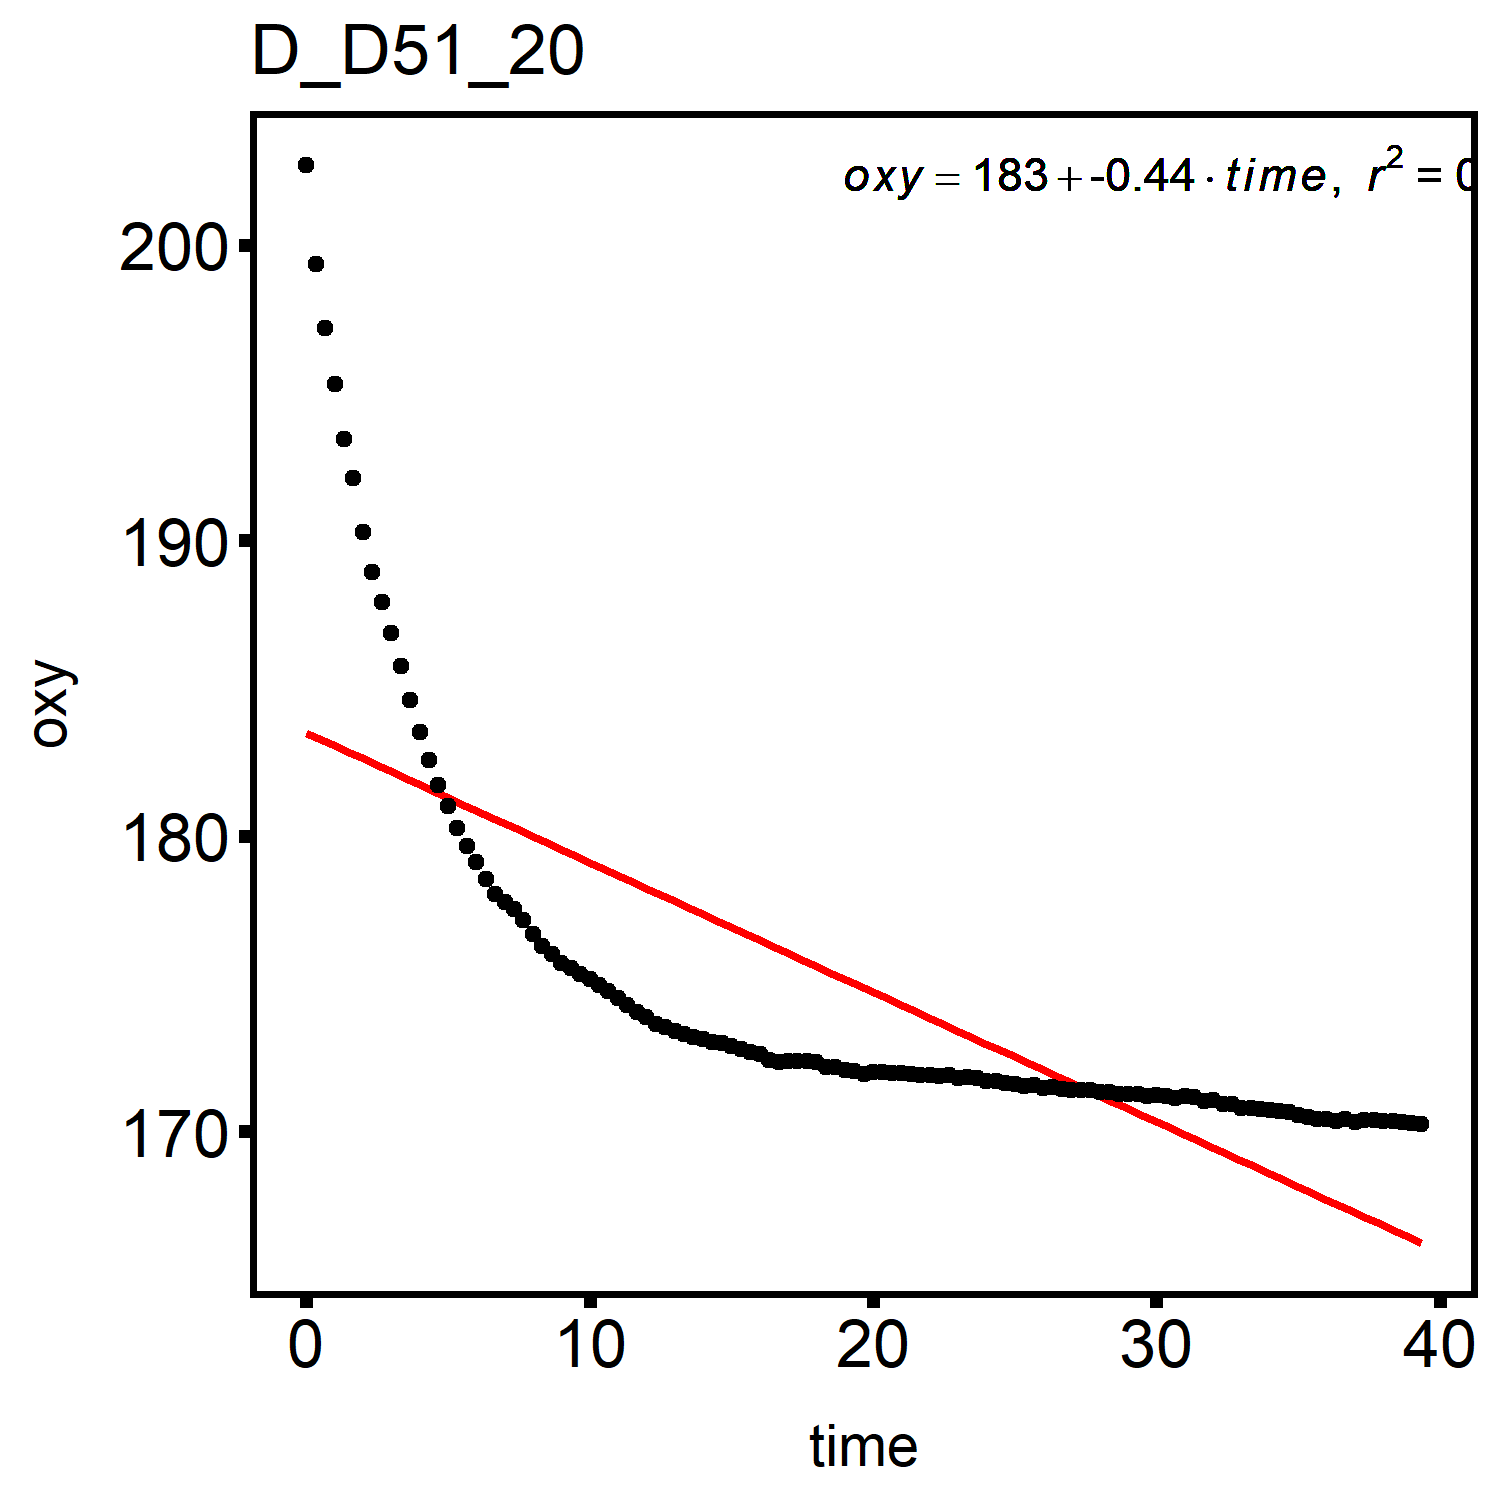 D_D51_20
oxy = 183 + -0.44 · time, r² = 0
200
190
180
170
oxy
0 10 20 30 40
time